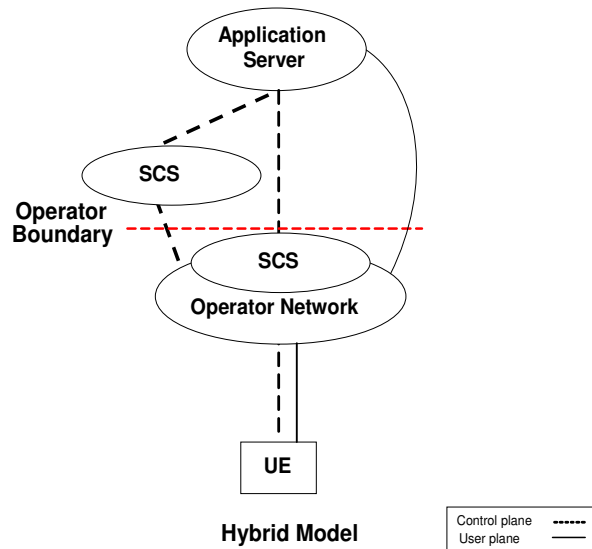 Application
Server
SCS
Operator
Boundary
SCS
Operator Network
UE
Hybrid Model
Control plane
User plane